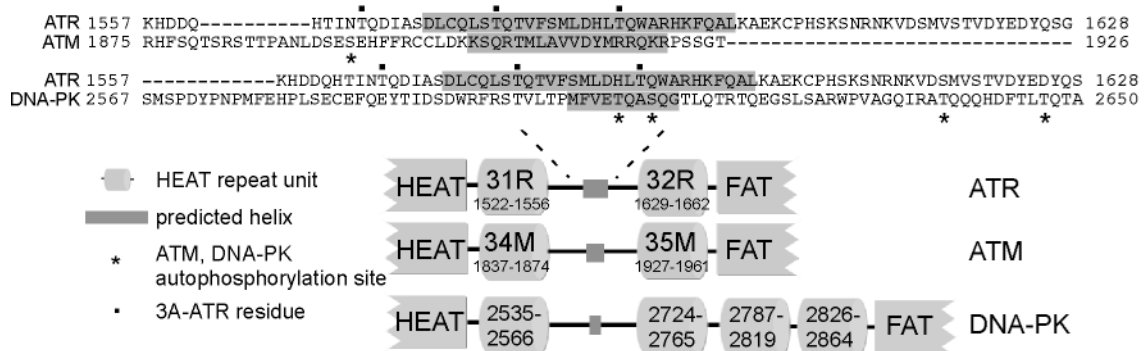 ATR 1557 KHDDQ-----------HTINTQDIASDLCQLSTQTVFSMLDHLTQWARHKFQALKAEKCPHSKSNRNKVDSMVSTVDYEDYQSG 1628
ATM 1875 RHFSQTSRSTTPANLDSESEHFFRCCLDKKSQRTMLAVVDYMRRQKRPSSGT---------------------------------- 1926
*
ATR 1557 ------------KHDDQHTINTQDIASDLCQLSTQTVFSMLDHLTQWARHKFQALKAEKCPHSKSNRNKVDSMVSTVDYEDYQS 1628
DNA-PK 2567 SMSPDYPNPMFEHPLSECEFQEYTIDSDWRFRSTVLTPMFVETQASQGTLQTRTQEGSLSARWPVAGQIRATQQQHDFTLTQTA 2650
* * * *
HEAT repeat unit
predicted helix
* ATM, DNA-PK
autophosphorylation site
3A-ATR residue
HEAT 31R 32R FAT ATR
1522-1556 1629-1662
HEAT 34M 35M FAT ATM
1837-1874 1927-1961
HEAT 2535- 2724- 2787- 2826- FAT DNA-PK
2566 2765 2819 2864